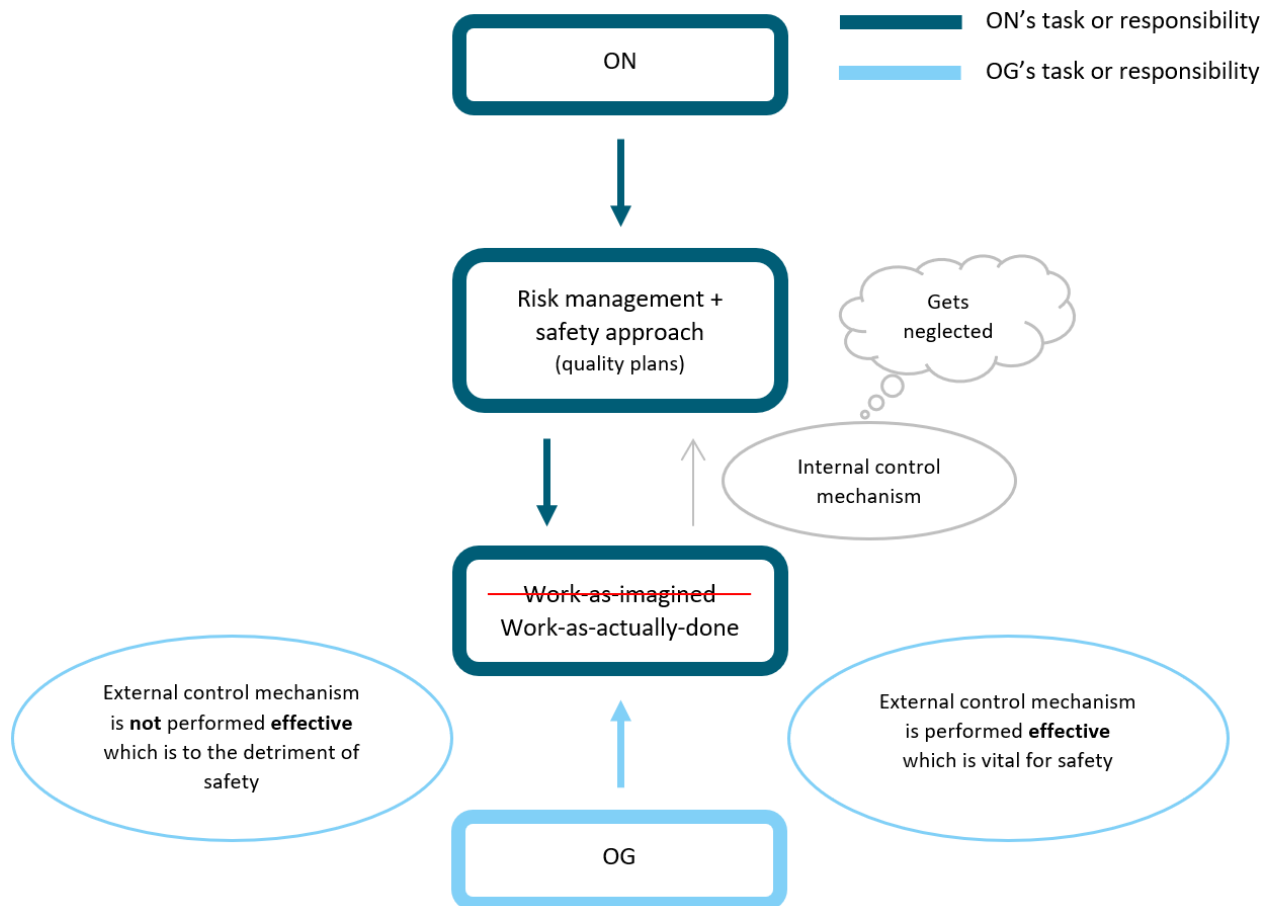 ON
ON's task or responsibility
OG's task or responsibility
Risk management +
safety approach
(quality plans)
Gets
neglected
Internal control
mechanism
Work-as-imagined
Work-as-actually-done
External control mechanism
is not performed effective
which is to the detriment of
safety
External control mechanism
is performed effective
which is vital for safety
OG